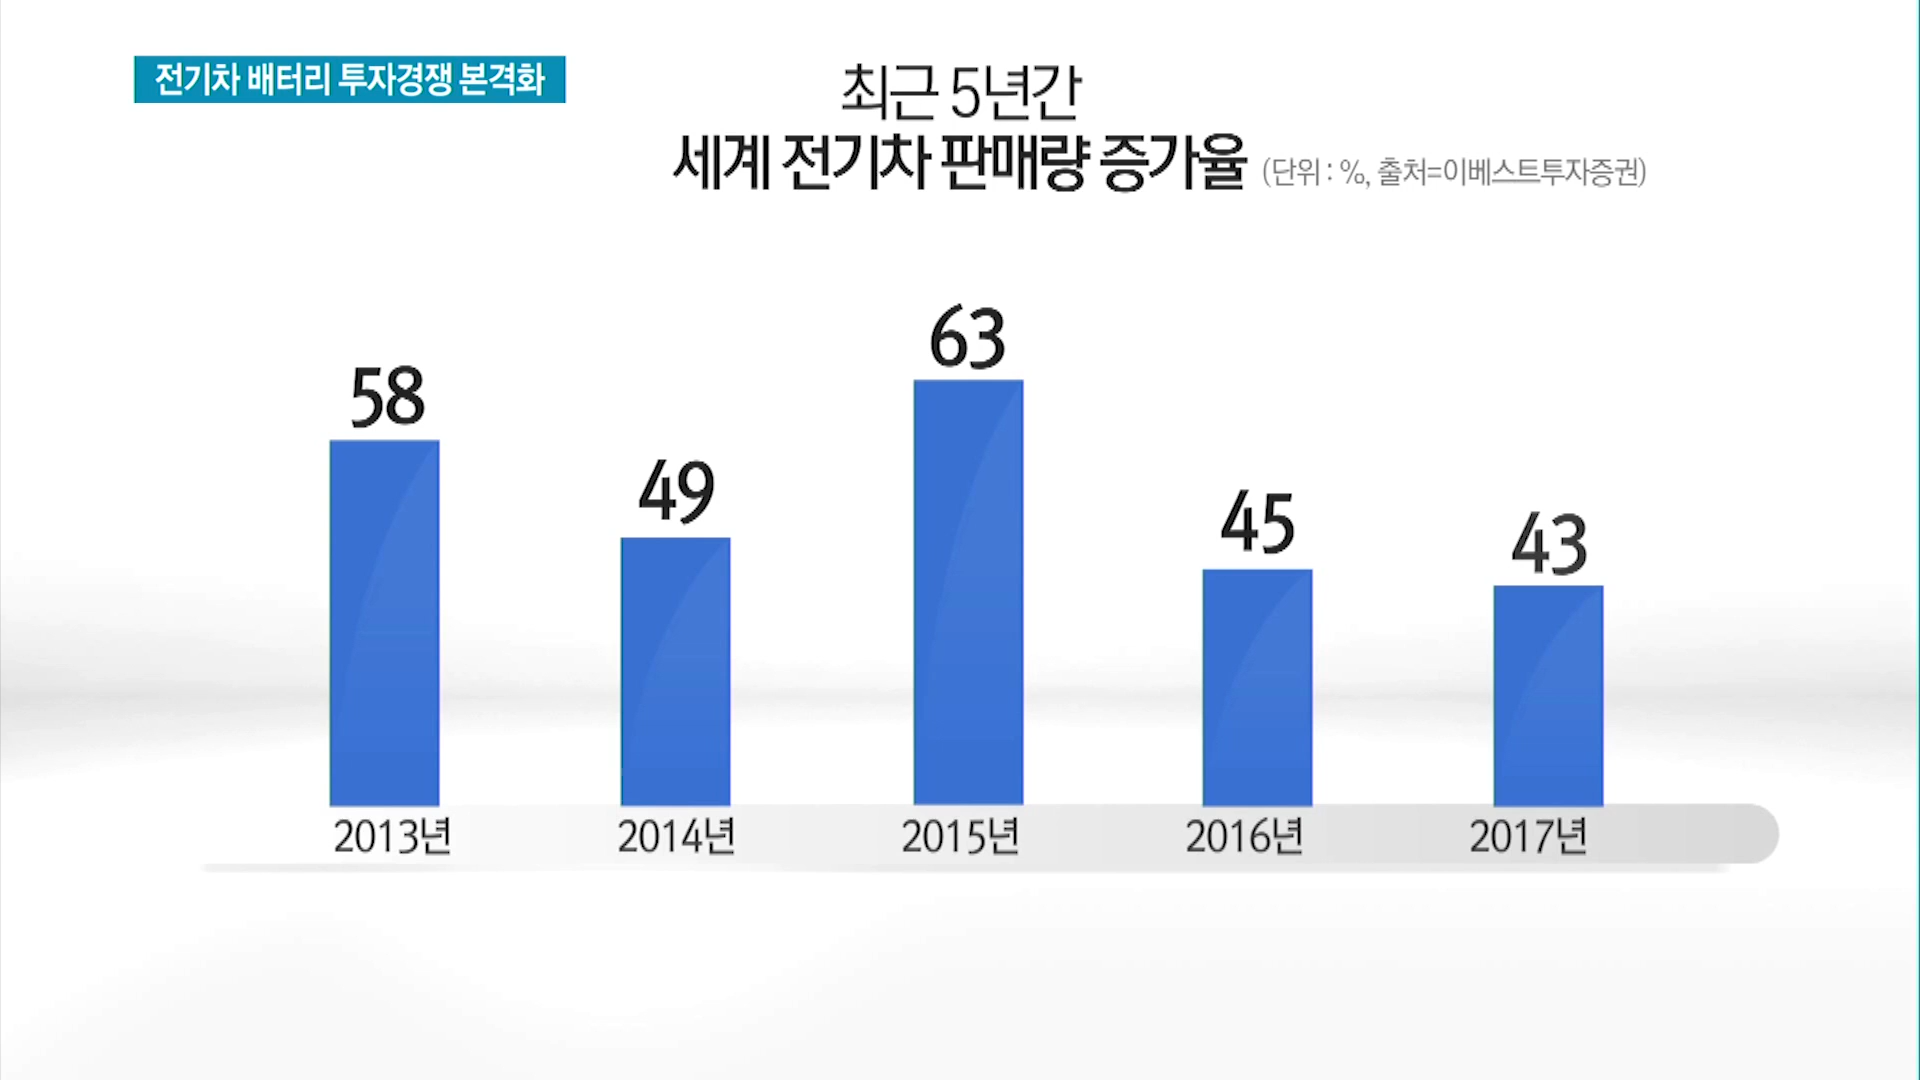 전기차 배터리 투자경쟁 본격화
최근 5년간
세계 전기차 판매량 증가율 (단위 : %, 출처=이베스트투자증권)
58
49
63
45
43
2013년
2014년
2015년
2016년
2017년